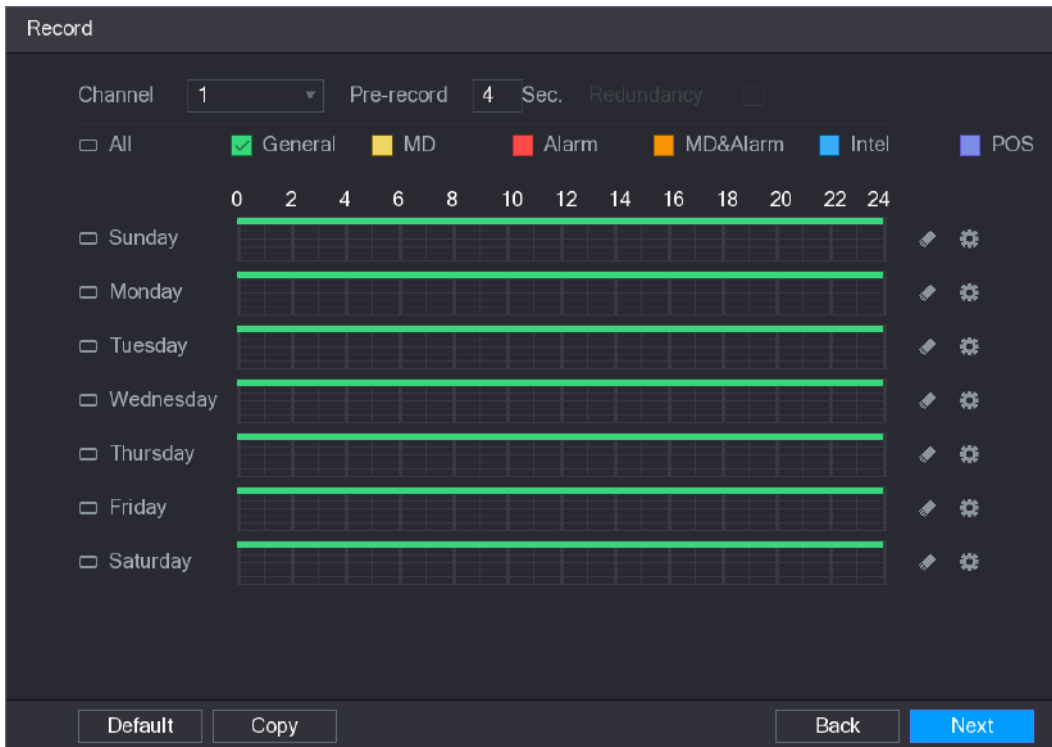 Record
Channel 1 Pre-record 4 Sec. Redundancy
All General MD Alarm MD&Alarm Intel POS
0 2 4 6 8 10 12 14 16 18 20 22 24
Sunday
Monday
Tuesday
Wednesday
Thursday
Friday
Saturday
Default Copy Back Next